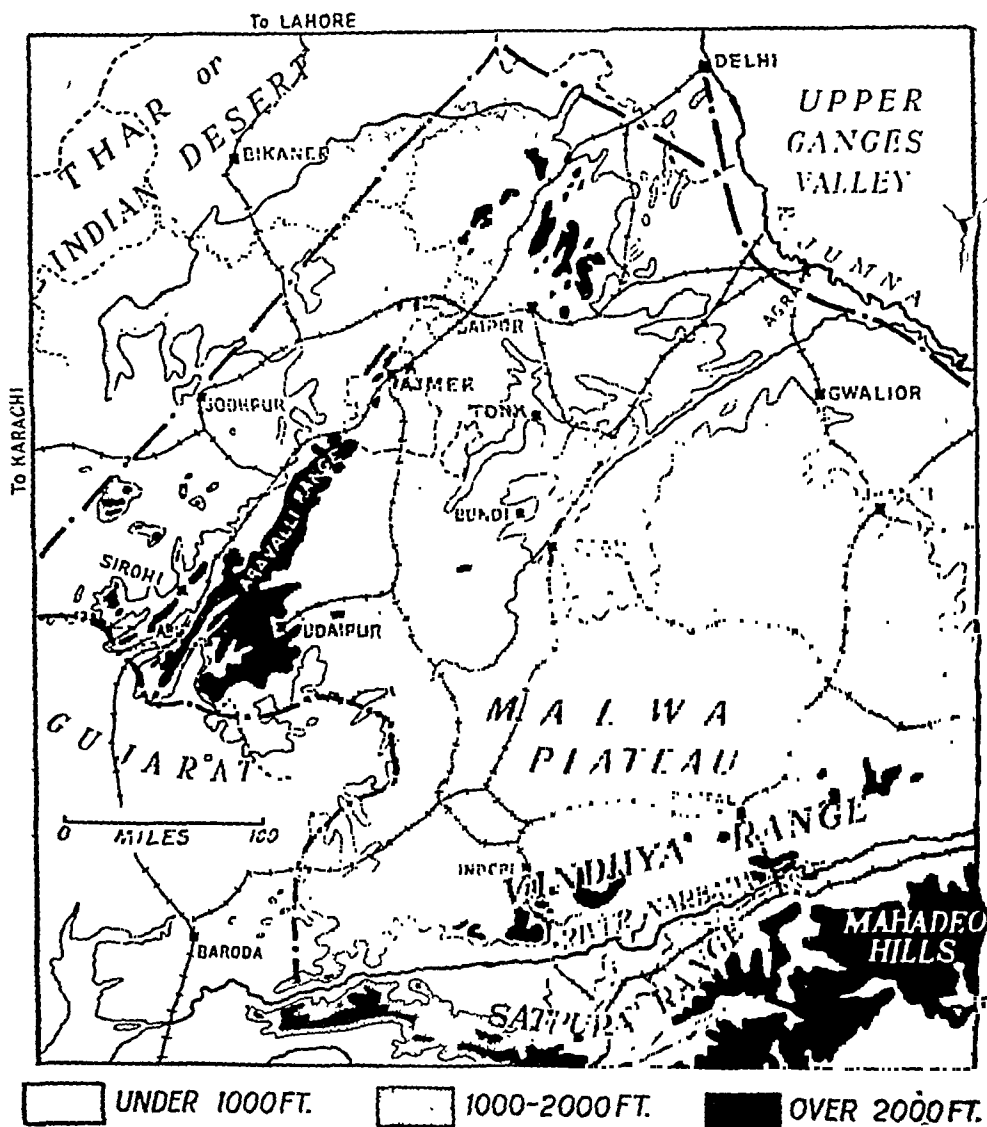 To LAHORE
DELHI
THAR or
INDIAN DESERT
UPPER
GANGES
VALLEY
BIKANER
JUMNA
AGRA
JAIPUR
AJMER
JODHPUR
TONK
GWALIOR
To KARACHI
BUNDI
ARAVALLI RANGE
SIROHI
UDAIPUR
MALWA
PLATEAU
GUJARAT
0 MILES 100
VINDHYA RANGE
RIVER NARBADA
MAHADEO
HILLS
BARODA
SATPURA RANGE
UNDER 1000 FT.
1000-2000 FT.
OVER 2000 FT.